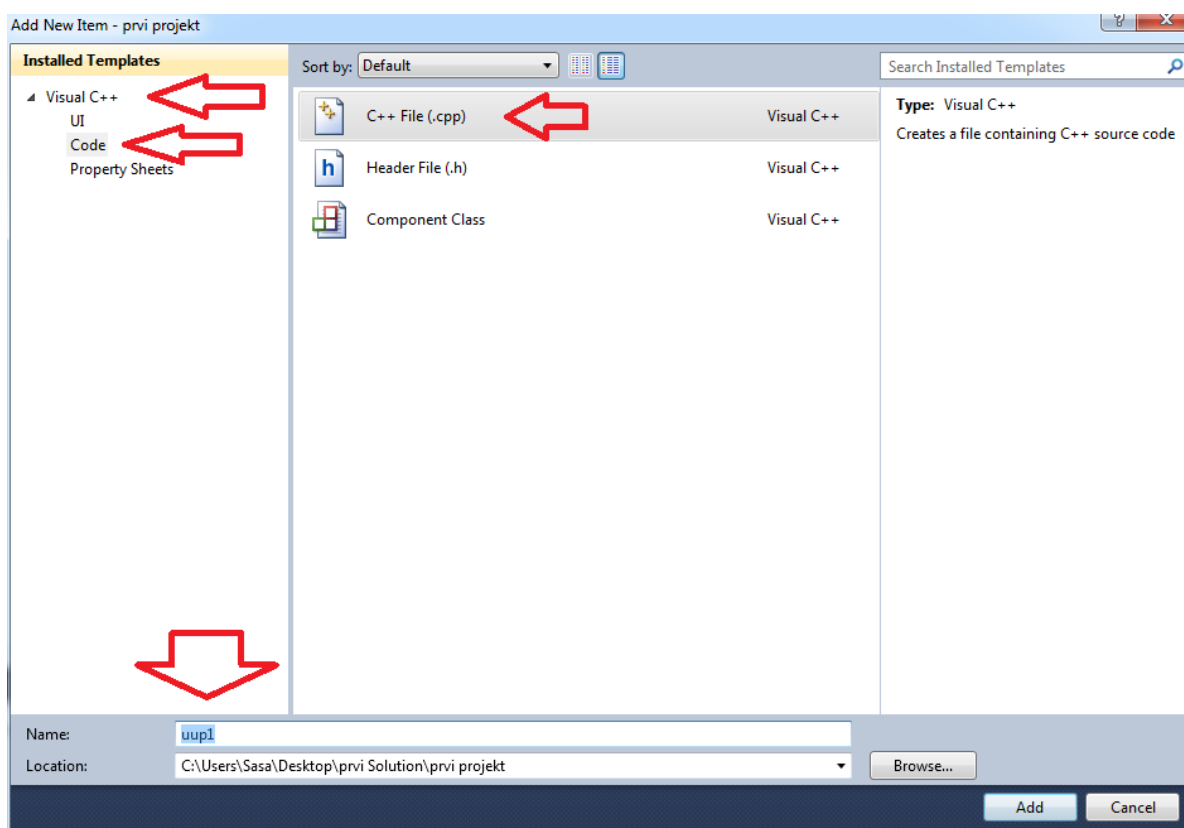 Add New Item - prvi projekt
Installed Templates
Visual C++
UI
Code
Property Sheets
Sort by: Default
C++ File (.cpp) Visual C++
Header File (.h) Visual C++
Component Class Visual C++
Search Installed Templates
Type: Visual C++
Creates a file containing C++ source code
Name: uup1
Location: C:\Users\Sasa\Desktop\prvi Solution\prvi projekt
Browse...
Add Cancel